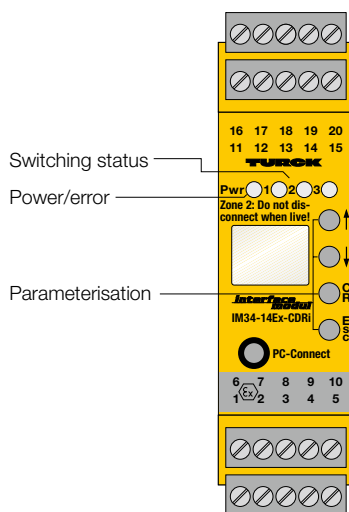 16 17 18 19 20
11 12 13 14 15
TURCK
Switching status
Pwr 1 2 3
Power/error
Zone 2: Do not dis-
connect when live!
Parameterisation
Interface
modul
IM34-14Ex-CDRi
PC-Connect
6 7 8 9 10
Ex
1 2 3 4 5